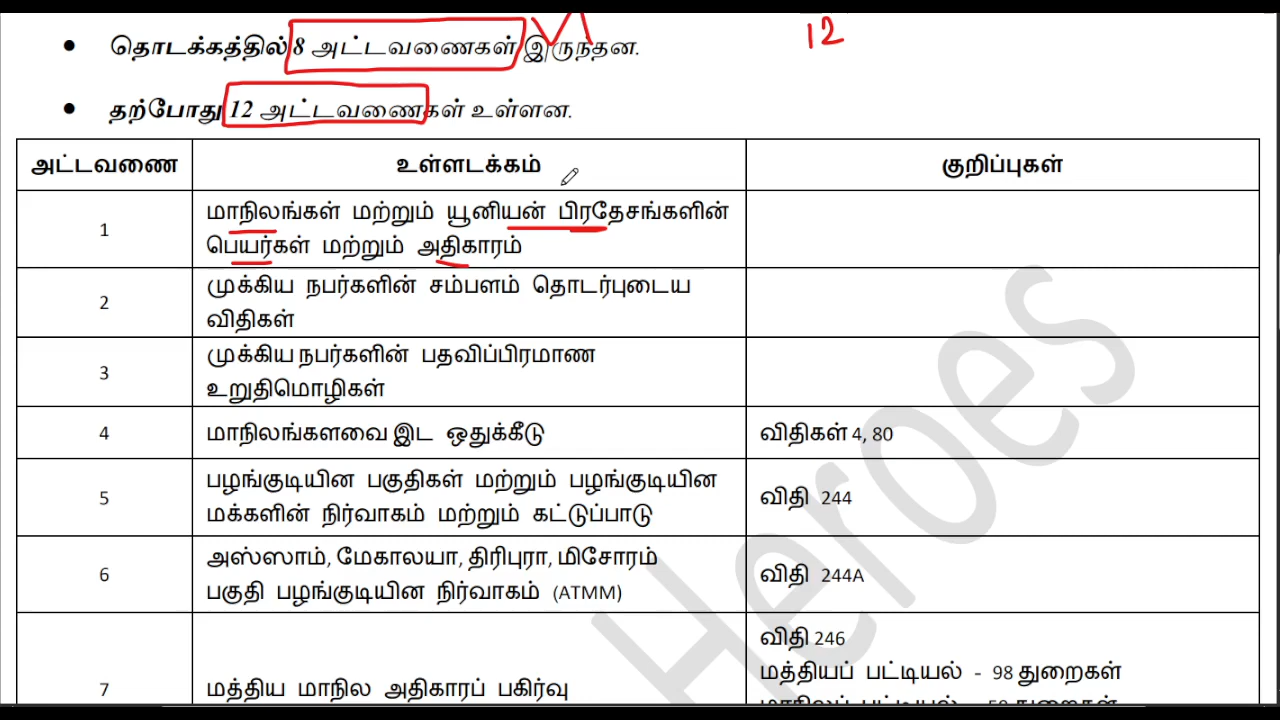 12
• தொடக்கத்தில் 8 அட்டவணைகள் இருந்தன.
• தற்போது 12 அட்டவணைகள் உள்ளன.
அட்டவணை உள்ளடக்கம் குறிப்புகள்
1 மாநிலங்கள் மற்றும் யூனியன் பிரதேசங்களின்
பெயர்கள் மற்றும் அதிகாரம்
2 முக்கிய நபர்களின் சம்பளம் தொடர்புடைய
விதிகள்
3 முக்கிய நபர்களின் பதவிப்பிரமாண
உறுதிமொழிகள்
4 மாநிலங்களவை இட ஒதுக்கீடு விதிகள் 4, 80
5 பழங்குடியின பகுதிகள் மற்றும் பழங்குடியின
மக்களின் நிர்வாகம் மற்றும் கட்டுப்பாடு விதி 244
6 அஸ்ஸாம், மேகாலயா, திரிபுரா, மிசோரம்
பகுதி பழங்குடியின நிர்வாகம் (ATMM) விதி 244A
7 மத்திய மாநில அதிகாரப் பகிர்வு விதி 246
மத்தியப் பட்டியல் - 98 துறைகள்
Heroes